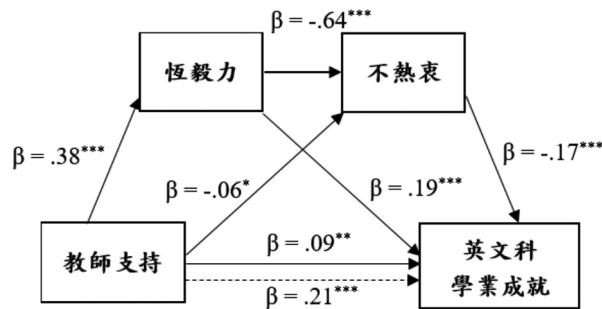 β = -.64***
恆毅力
不熱衷
β = .38***
β = -.06*
β = .19***
β = -.17***
教師支持
β = .09**
β = .21***
英文科
學業成就